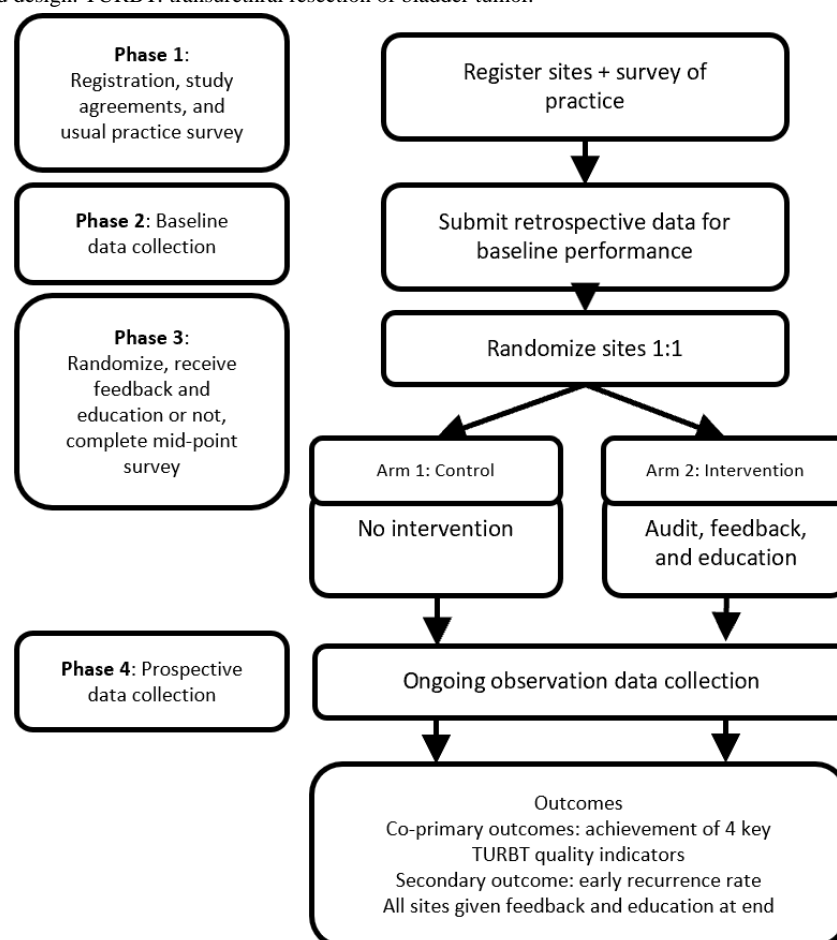 d design. TURBT: transurethral resection of bladder tumor.
Phase 1:
Registration, study
agreements, and
usual practice survey
Register sites + survey of
practice
Phase 2: Baseline
data collection
Submit retrospective data for
baseline performance
Phase 3:
Randomize, receive
feedback and
education or not,
complete mid-point
survey
Randomize sites 1:1
Arm 1: Control
No intervention
Arm 2: Intervention
Audit, feedback,
and education
Phase 4: Prospective
data collection
Ongoing observation data collection
Outcomes
Co-primary outcomes: achievement of 4 key
TURBT quality indicators
Secondary outcome: early recurrence rate
All sites given feedback and education at end